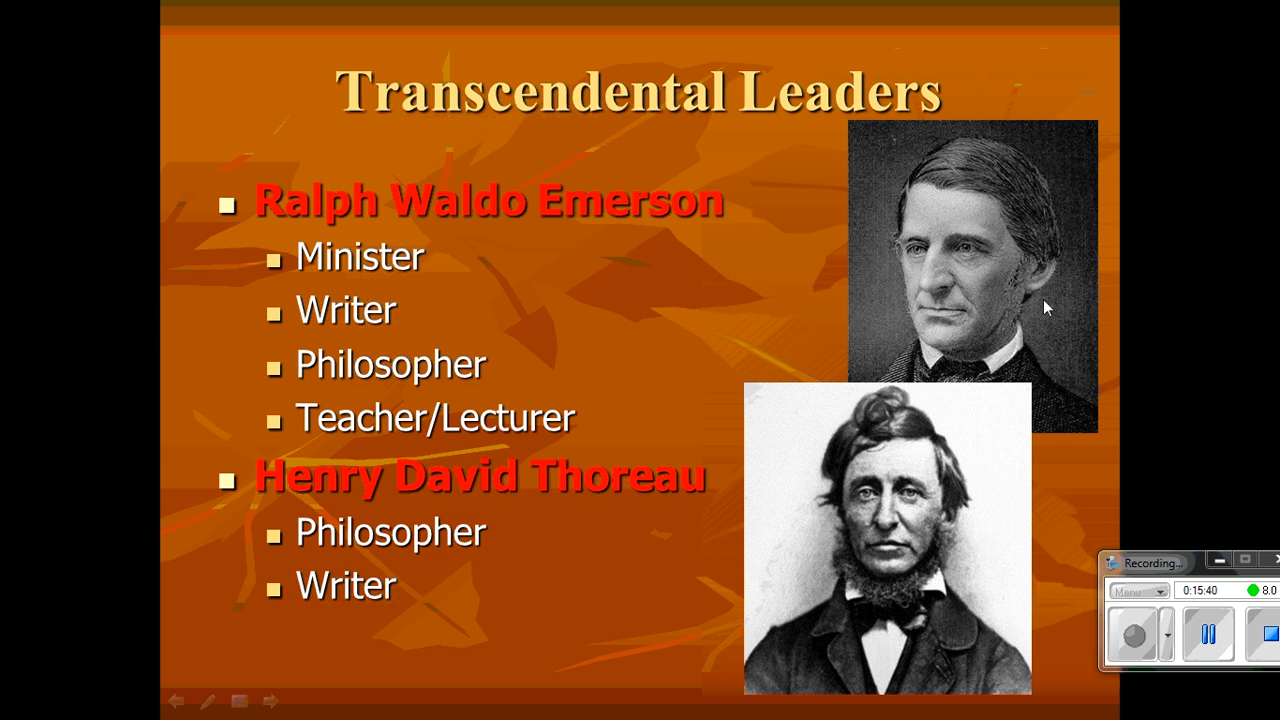 Transcendental Leaders
Ralph Waldo Emerson
Minister
Writer
Philosopher
Teacher/Lecturer
Henry David Thoreau
Philosopher
Writer
Recording...
Menu
0:15:40
8.0